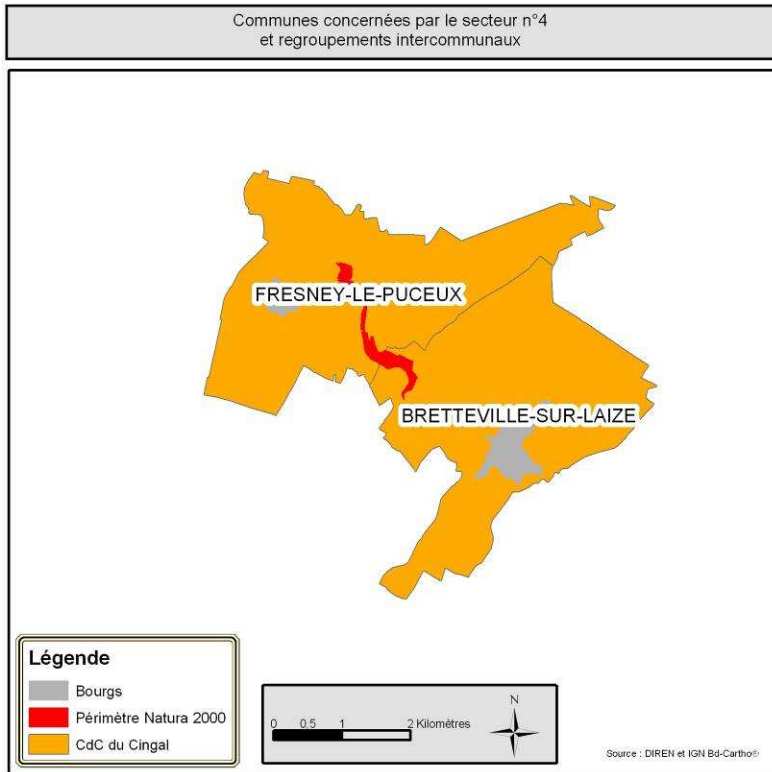 Communes concernées par le secteur n°4
et regroupements intercommunaux
FRESNEY-LE-PUCEUX
BRETTEVILLE-SUR-LAIZE
Légende
Bourgs
Périmètre Natura 2000
CdC du Cingal
0 0,5 1 2 Kilomètres
N
Source : DIREN et IGN Bd-Cartho®